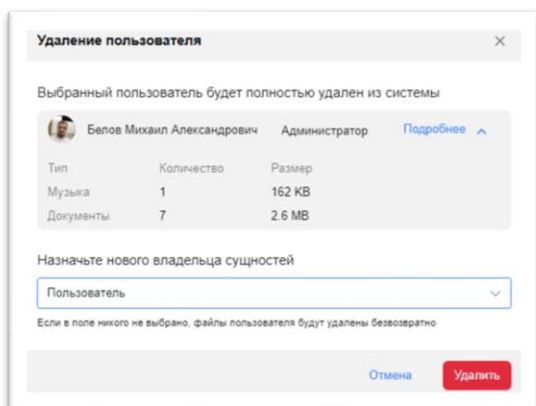 Удаление пользователя
Выбранный пользователь будет полностью удален из системы
Белов Михаил Александрович Администратор Подробнее
Тип Количество Размер
Музыка 1 162 KB
Документы 7 2.6 MB
Назначьте нового владельца сущностей
Пользователь
Если в поле никого не выбрано, файлы пользователя будут удалены безвозвратно
Отмена Удалить